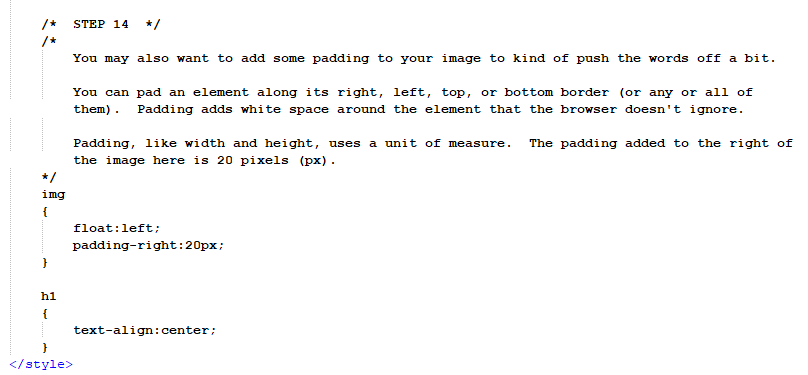 /*  STEP 14  */
/*
You may also want to add some padding to your image to kind of push the words off a bit.
You can pad an element along its right, left, top, or bottom border (or any or all of
them).  Padding adds white space around the element that the browser doesn't ignore.
Padding, like width and height, uses a unit of measure.  The padding added to the right of
the image here is 20 pixels (px).
*/
img
{
float:left;
padding-right:20px;
}
h1
{
text-align:center;
}
</style>